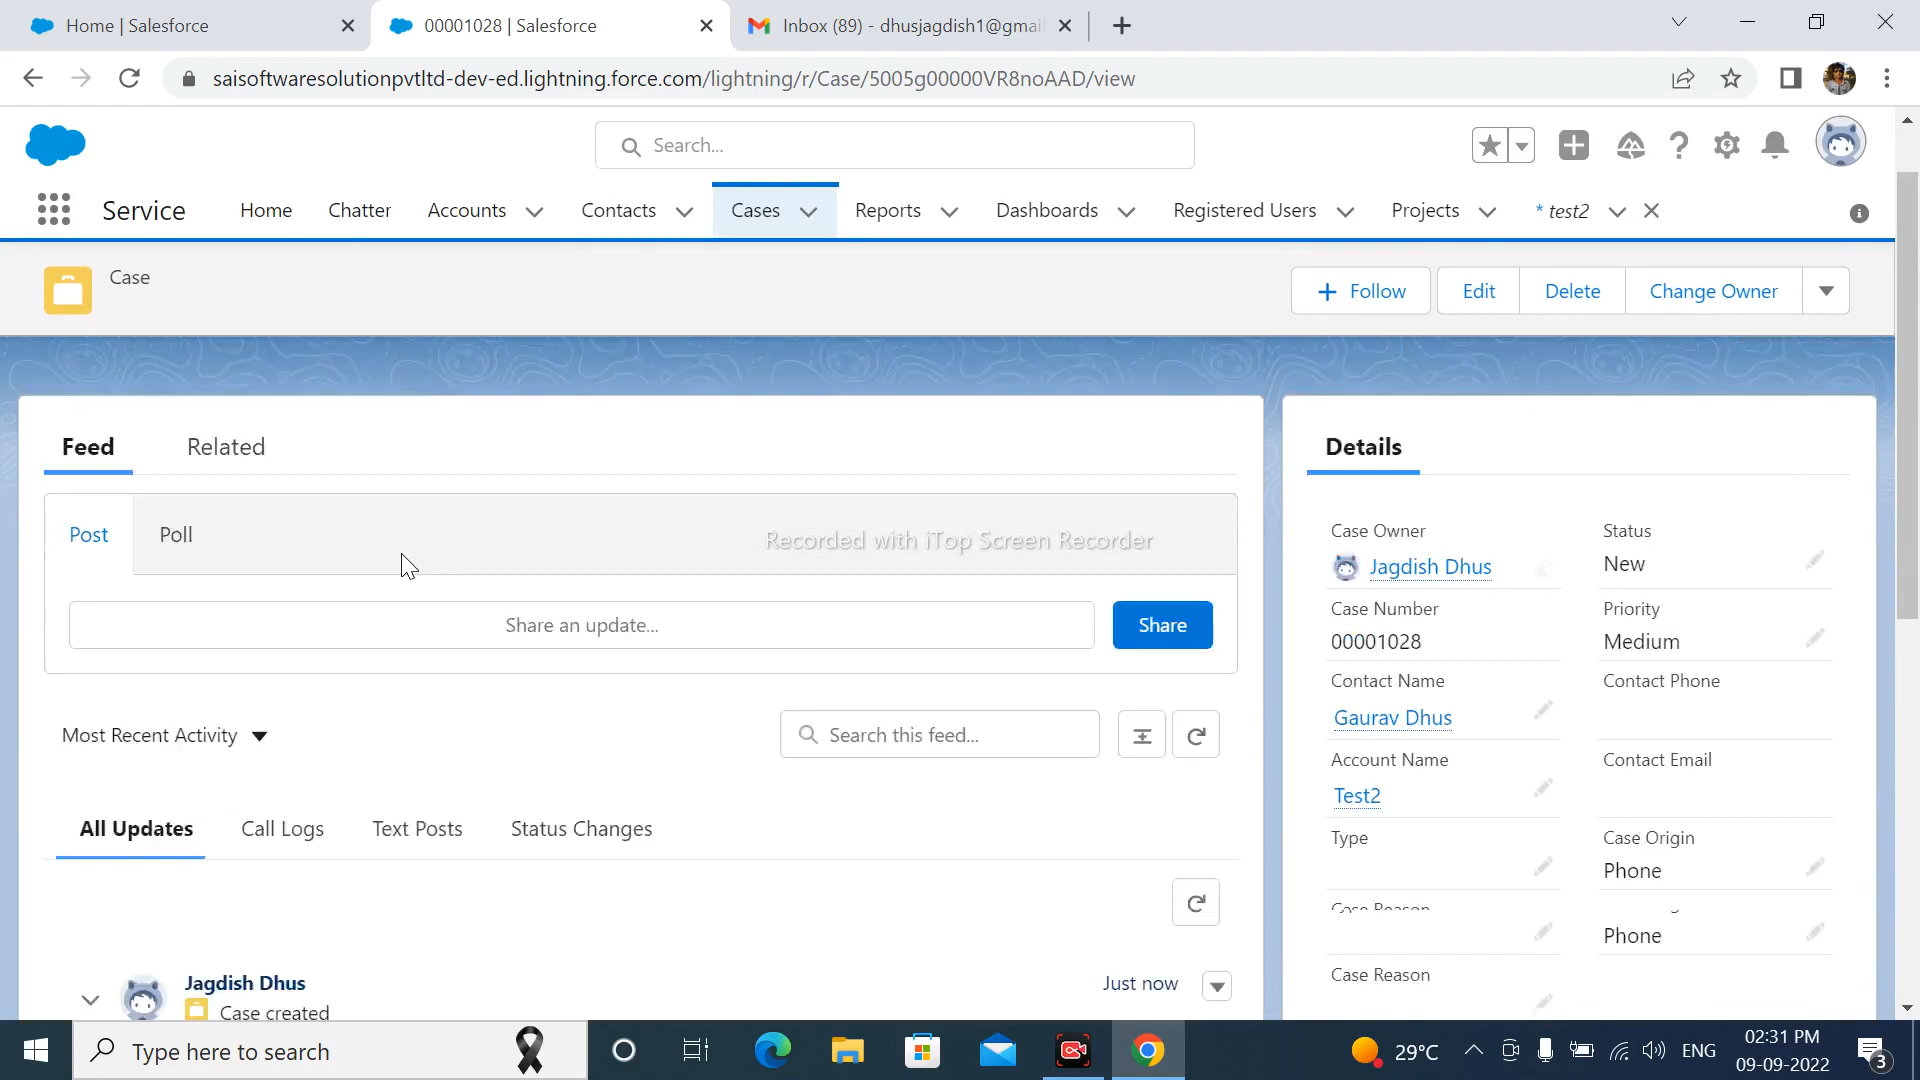 Home | Salesforce
00001028 | Salesforce
Inbox (89) - dhusjagdish1@gmai
saisoftwaresolutionpvtltd-dev-ed.lightning.force.com/lightning/r/Case/5005g00000VR8noAAD/view
Search...
Service
Home
Chatter
Accounts
Contacts
Cases
Reports
Dashboards
Registered Users
Projects
* test2
Case
Follow
Edit
Delete
Change Owner
Feed
Related
Details
Post
Poll
Recorded with iTop Screen Recorder
Share an update...
Share
Case Owner
Jagdish Dhus
Status
New
Case Number
00001028
Priority
Medium
Contact Name
Gaurav Dhus
Contact Phone
Most Recent Activity
Search this feed...
Account Name
Test2
Contact Email
All Updates
Call Logs
Text Posts
Status Changes
Type
Case Origin
Phone
Case Reason
Phone
Case Reason
Jagdish Dhus
Just now
Case created
Type here to search
29°C
ENG
02:31 PM
09-09-2022
3